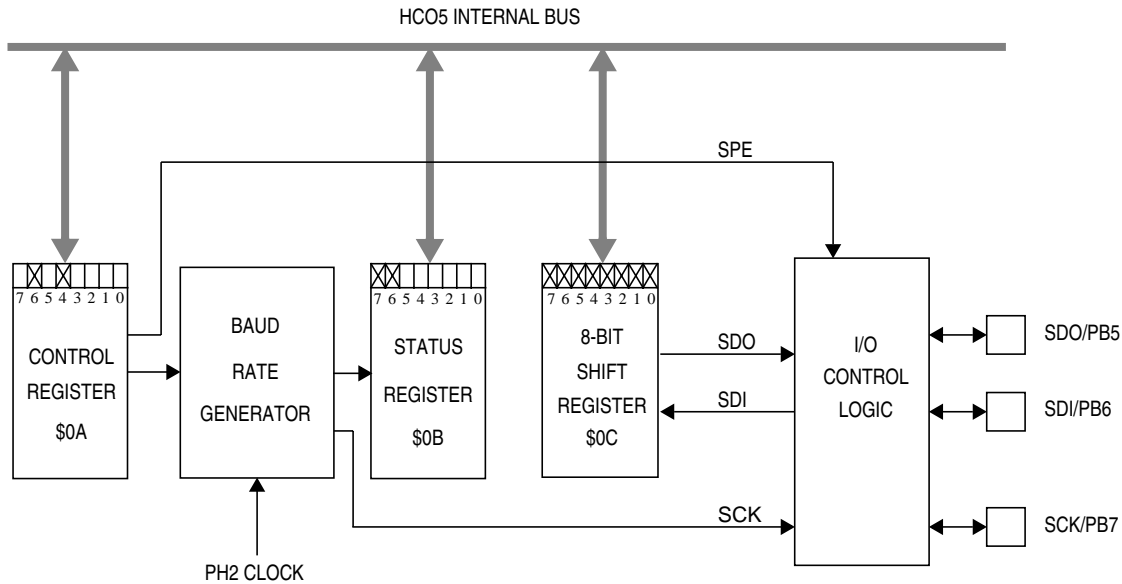 HCO5 INTERNAL BUS
SPE
7 6 5 4 3 2 1 0
CONTROL
REGISTER
$0A
BAUD
RATE
GENERATOR
7 6 5 4 3 2 1 0
STATUS
REGISTER
$0B
7 6 5 4 3 2 1 0
8-BIT
SHIFT
REGISTER
$0C
SDO
SDI
SCK
I/O
CONTROL
LOGIC
SDO/PB5
SDI/PB6
SCK/PB7
PH2 CLOCK